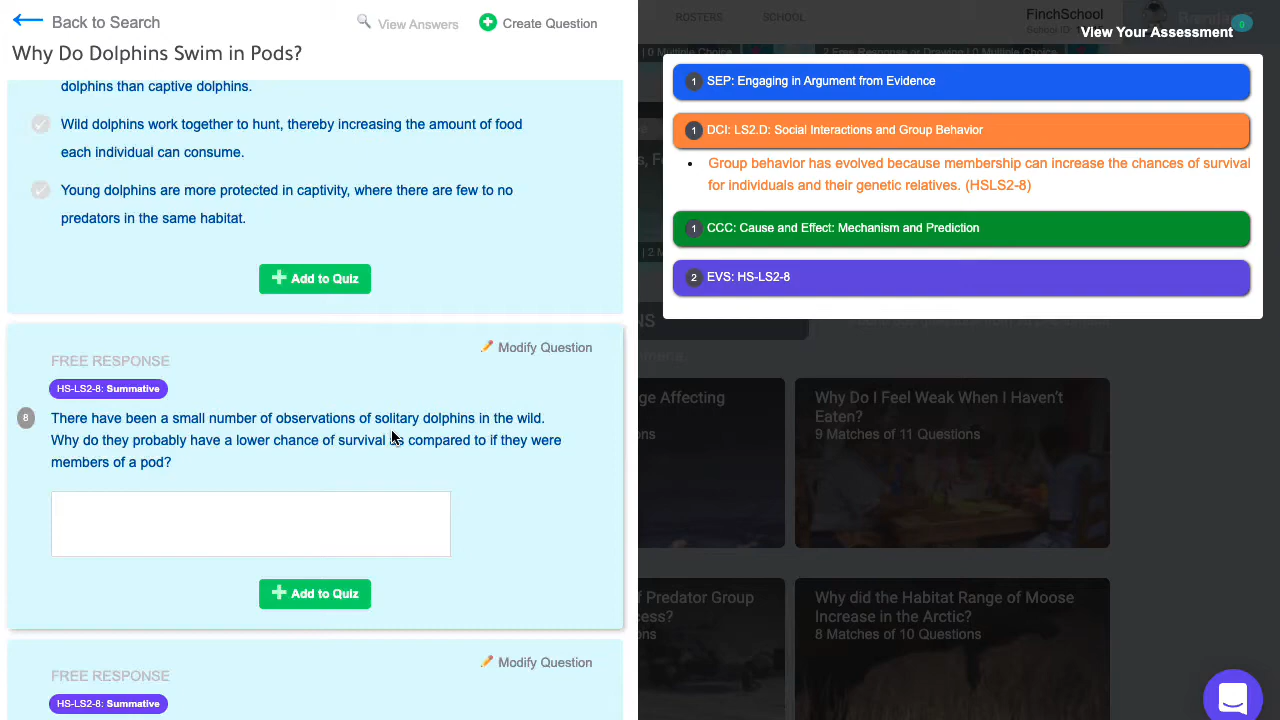 Back to Search
View Answers
Create Question
Why Do Dolphins Swim in Pods?
dolphins than captive dolphins.
Wild dolphins work together to hunt, thereby increasing the amount of food
each individual can consume.
Young dolphins are more protected in captivity, where there are few to no
predators in the same habitat.
Add to Quiz
Modify Question
FREE RESPONSE
HS-LS2-8: Summative
8
There have been a small number of observations of solitary dolphins in the wild.
Why do they probably have a lower chance of survival as compared to if they were
members of a pod?
Add to Quiz
Modify Question
FREE RESPONSE
HS-LS2-8: Summative
ROSTERS
SCHOOL
FinchSchool
View Your Assessment
0
1 SEP: Engaging in Argument from Evidence
1 DCI: LS2.D: Social Interactions and Group Behavior
• Group behavior has evolved because membership can increase the chances of survival
for individuals and their genetic relatives. (HSLS2-8)
1 CCC: Cause and Effect: Mechanism and Prediction
2 EVS: HS-LS2-8
ge Affecting
ons
Why Do I Feel Weak When I Haven't
Eaten?
9 Matches of 11 Questions
f Predator Group
cess?
ons
Why did the Habitat Range of Moose
Increase in the Arctic?
8 Matches of 10 Questions